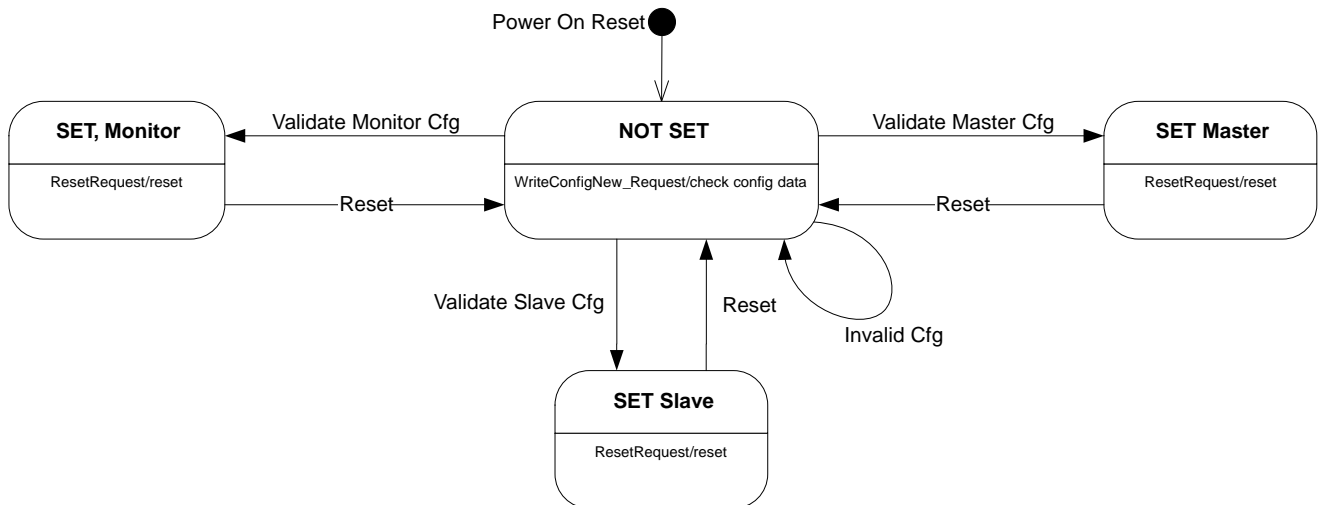 Power On Reset
SET, Monitor
ResetRequest/reset
Validate Monitor Cfg
Reset
NOT SET
WriteConfigNew_Request/check config data
Validate Master Cfg
Reset
SET Master
ResetRequest/reset
Validate Slave Cfg
Reset
Invalid Cfg
SET Slave
ResetRequest/reset